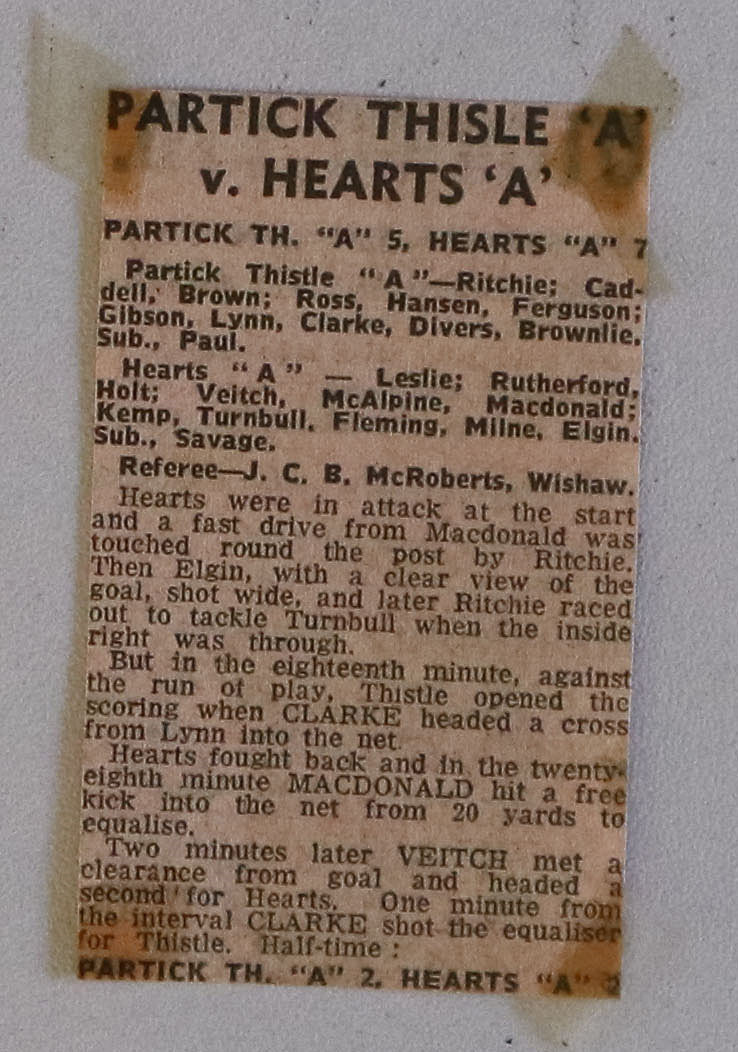 PARTICK THISLE 'A'
v. HEARTS 'A'
PARTICK TH. "A" 5, HEARTS "A" 7
Partick Thistle "A"—Ritchie; Cad-
dell, Brown; Ross, Hansen, Ferguson;
Gibson, Lynn, Clarke, Divers, Brownlie.
Sub., Paul.
Hearts "A" — Leslie; Rutherford,
Holt; Veitch, McAlpine, Macdonald;
Kemp, Turnbull, Fleming, Milne, Elgin.
Sub., Savage.
Referee—J. C. B. McRoberts, Wishaw.
Hearts were in attack at the start
and a fast drive from Macdonald was
touched round the post by Ritchie.
Then Elgin, with a clear view of the
goal, shot wide, and later Ritchie raced
out to tackle Turnbull when the inside
right was through.
But in the eighteenth minute, against
the run of play, Thistle opened the
scoring when CLARKE headed a cross
from Lynn into the net.
Hearts fought back and in the twenty-
eighth minute MACDONALD hit a free
kick into the net from 20 yards to
equalise.
Two minutes later VEITCH met a
clearance from goal and headed a
second for Hearts. One minute from
the interval CLARKE shot the equaliser
for Thistle. Half-time :
PARTICK TH. "A" 2, HEARTS "A" 2